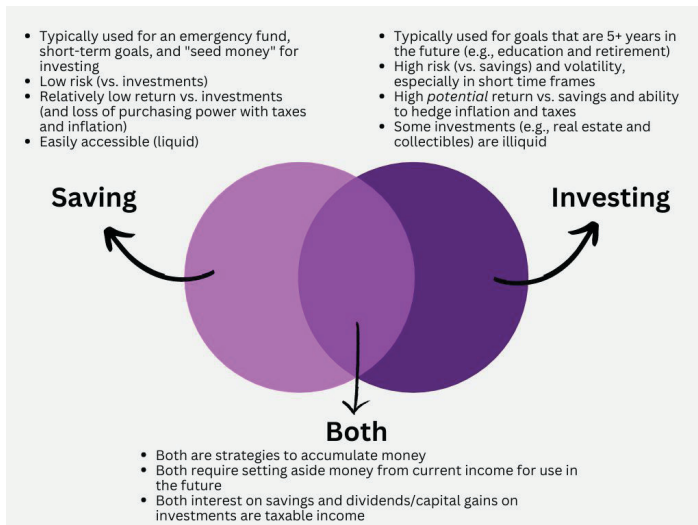 • Typically used for an emergency fund,
short-term goals, and "seed money" for
investing
• Low risk (vs. investments)
• Relatively low return vs. investments
(and loss of purchasing power with taxes
and inflation)
• Easily accessible (liquid)
• Typically used for goals that are 5+ years in
the future (e.g., education and retirement)
• High risk (vs. savings) and volatility,
especially in short time frames
• High potential return vs. savings and ability
to hedge inflation and taxes
• Some investments (e.g., real estate and
collectibles) are illiquid
Saving
Investing
Both
• Both are strategies to accumulate money
• Both require setting aside money from current income for use in
the future
• Both interest on savings and dividends/capital gains on
investments are taxable income